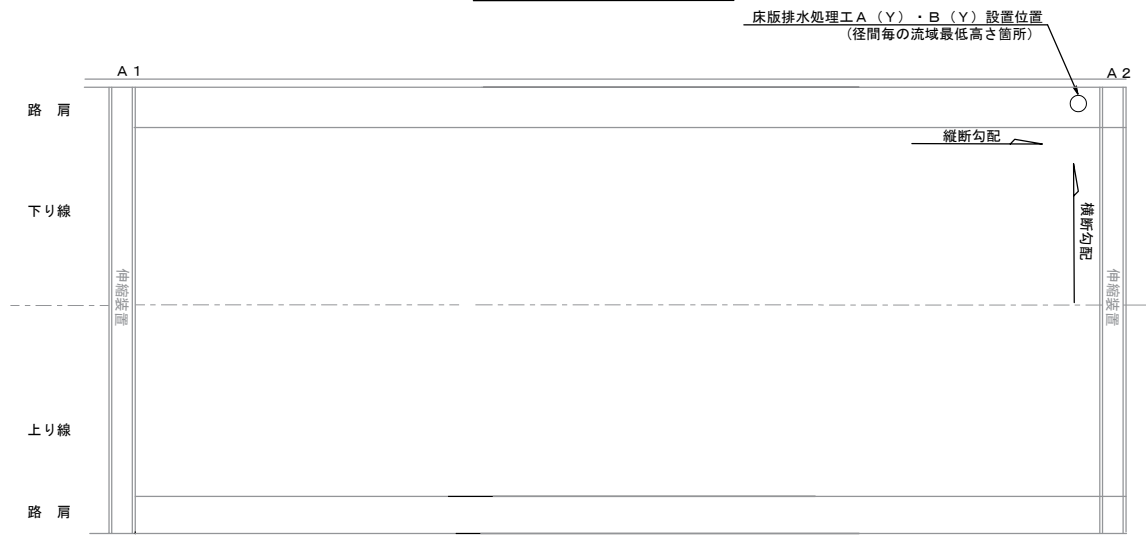 床版排水処理工A（Y）・B（Y）設置位置
（径間毎の流域最低高さ箇所）
A1
A2
路 肩
縦断勾配
下り線
横断勾配
伸縮装置
伸縮装置
上り線
路 肩